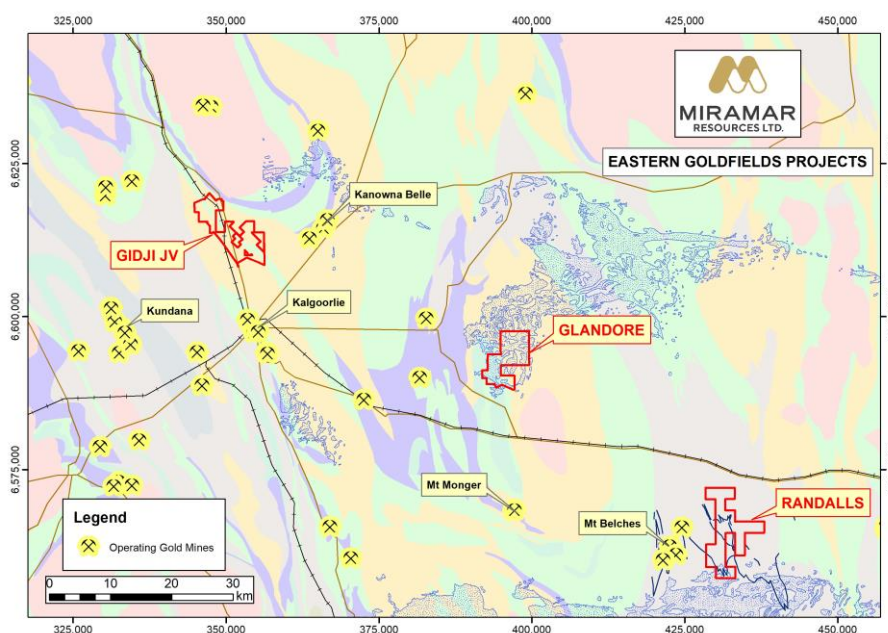 325,000
350,000
375,000
400,000
425,000
450,000
MIRAMAR
RESOURCES LTD.
EASTERN GOLDFIELDS PROJECTS
6,625,000
6,600,000
6,575,000
Kanowna Belle
GIDJI JV
Kundana
Kalgoorlie
GLANDORE
Mt Monger
RANDALLS
Mt Belches
Legend
Operating Gold Mines
0 5 10 20 30
km
325,000
350,000
375,000
400,000
425,000
450,000